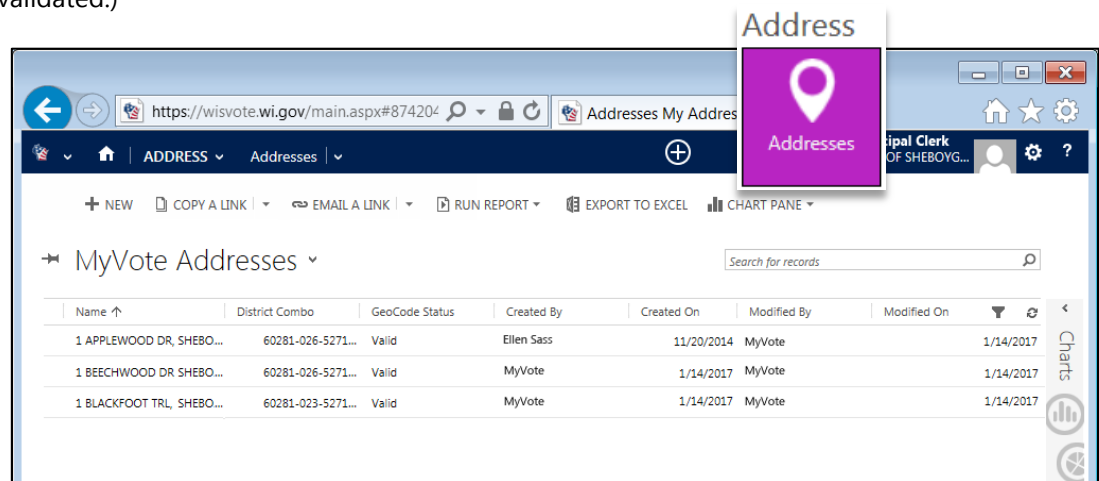 validated.)
Address
Addresses
https://wisvote.wi.gov/main.aspx#874204
Addresses My Addres
ADDRESS Addresses
cipal Clerk
OF SHEBOYG...
?
NEW COPY A LINK EMAIL A LINK RUN REPORT EXPORT TO EXCEL CHART PANE
MyVote Addresses
Search for records
Name District Combo GeoCode Status Created By Created On Modified By Modified On
1 APPLEWOOD DR, SHEBO... 60281-026-5271... Valid Ellen Sass 11/20/2014 MyVote 1/14/2017
1 BEECHWOOD DR SHEBO... 60281-026-5271... Valid MyVote 1/14/2017 MyVote 1/14/2017
1 BLACKFOOT TRL, SHEBO... 60281-023-5271... Valid MyVote 1/14/2017 MyVote 1/14/2017
Charts